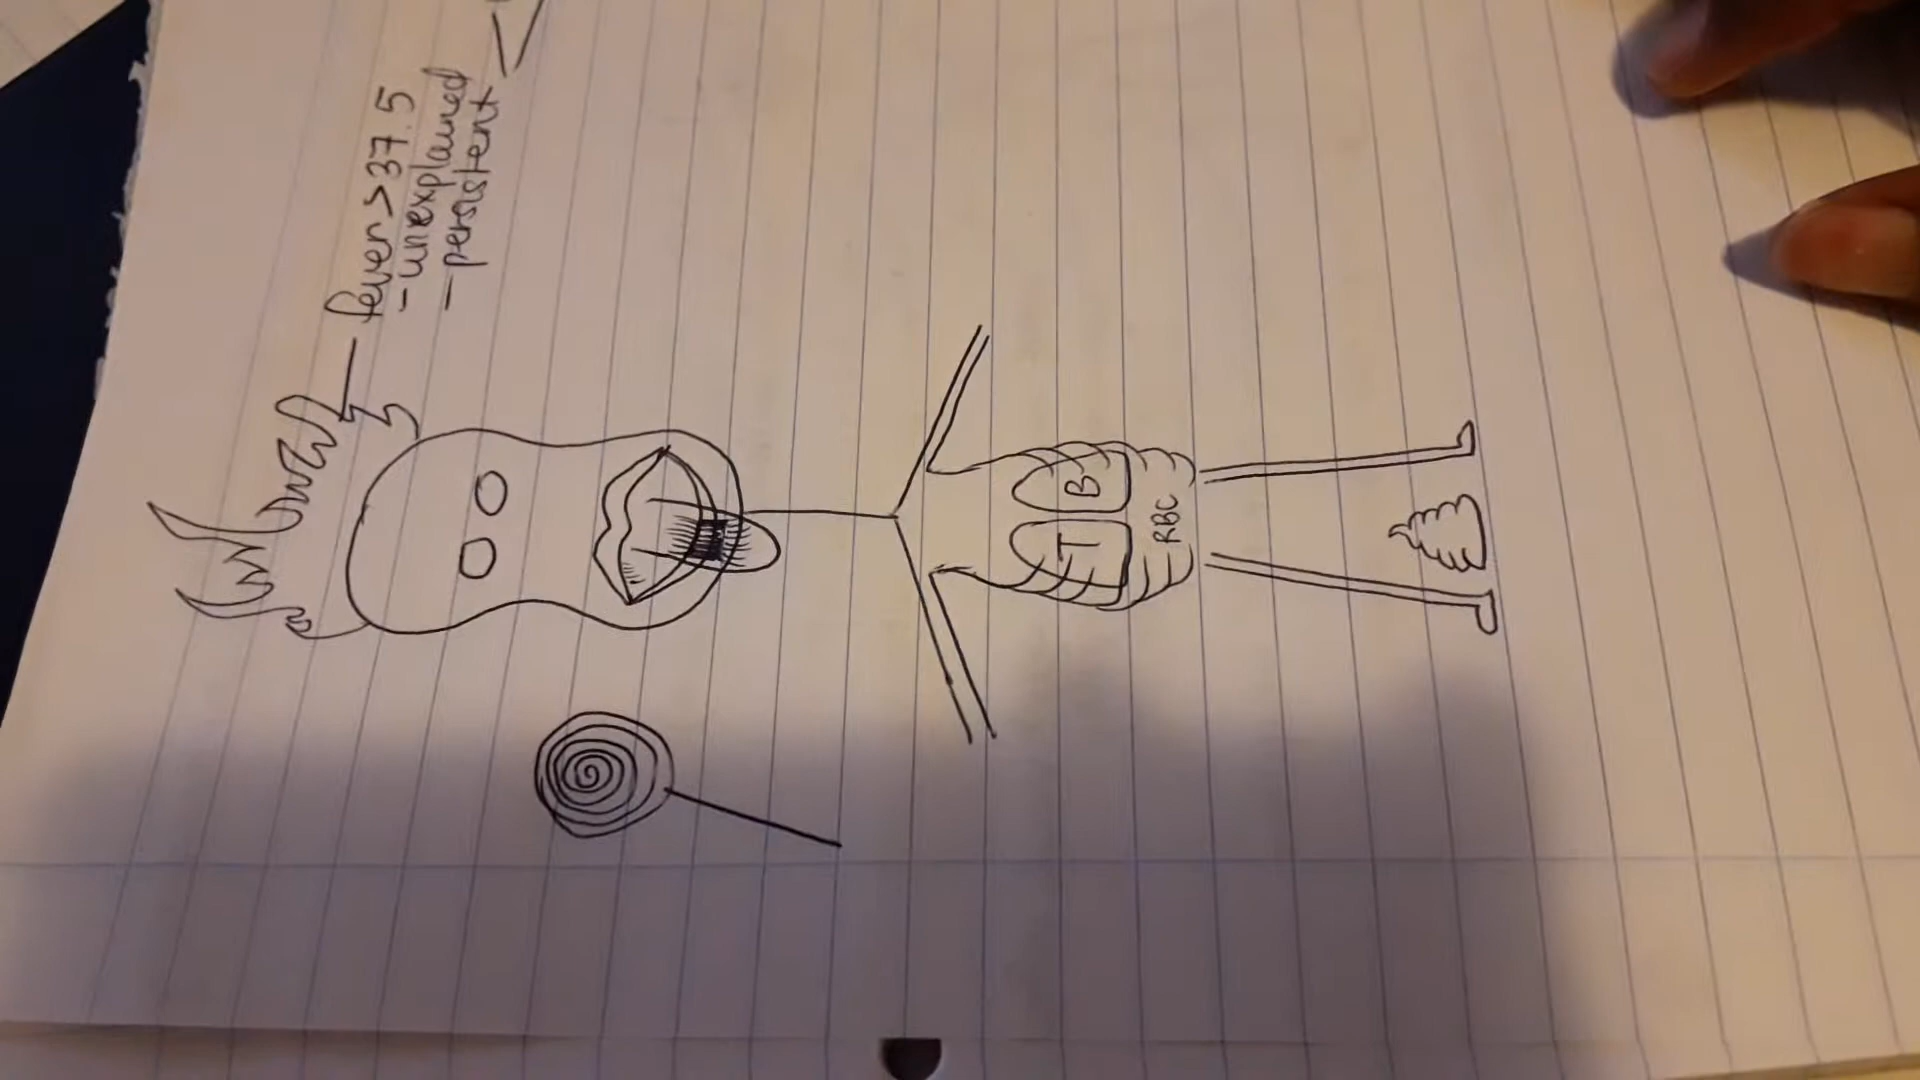 fever > 37.5
- unexplained
- persistent
T B
RBC